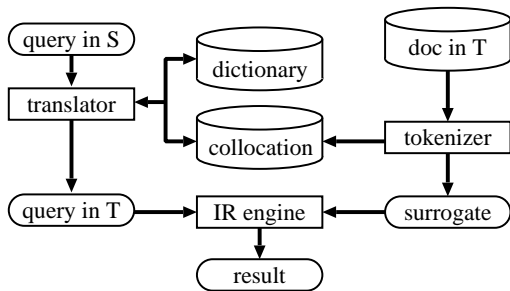 query in S
doc in T
dictionary
translator
collocation
tokenizer
query in T
IR engine
surrogate
result